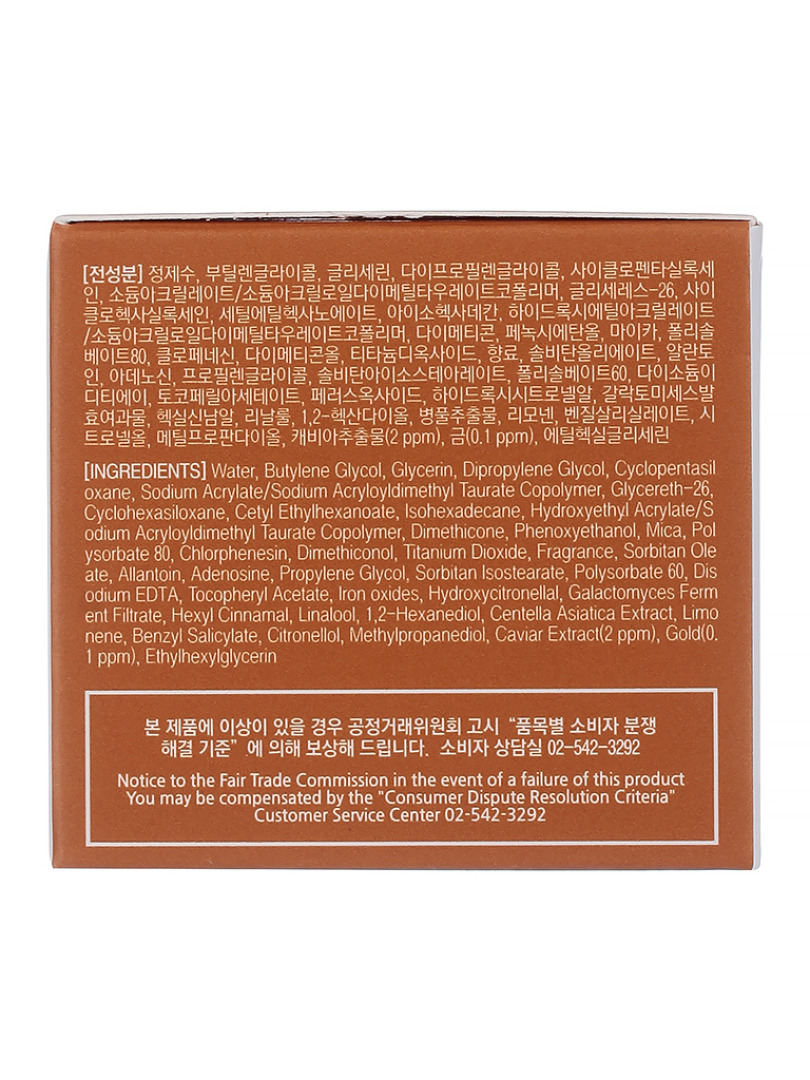 [전성분] 정제수, 부틸렌글라이콜, 글리세린, 다이프로필렌글라이콜, 사이클로펜타실록세
인, 소듐아크릴레이트/소듐아크릴로일다이메틸타우레이트코폴리머, 글리세레스-26, 사이
클로헥사실록세인, 세틸에틸헥사노에이트, 아이소헥사데칸, 하이드록시에틸아크릴레이트
/소듐아크릴로일다이메틸타우레이트코폴리머, 다이메티콘, 페녹시에탄올, 마이카, 폴리솔
베이트80, 클로페네신, 다이메티콘올, 티타늄디옥사이드, 향료, 솔비탄올리에이트, 알란토
인, 아데노신, 프로필렌글라이콜, 솔비탄아이소스테아레이트, 폴리솔베이트60, 다이소듐이
디티에이, 토코페릴아세테이트, 페러스옥사이드, 하이드록시시트로넬알, 갈락토미세스발
효여과물, 헥실신남알, 리날룰, 1,2-헥산다이올, 병풀추출물, 리모넨, 벤질살리실레이트, 시
트로넬올, 메틸프로판다이올, 캐비아추출물(2 ppm), 금(0.1 ppm), 에틸헥실글리세린
[INGREDIENTS] Water, Butylene Glycol, Glycerin, Dipropylene Glycol, Cyclopentasil
oxane, Sodium Acrylate/Sodium Acryloyldimethyl Taurate Copolymer, Glycereth-26,
Cyclohexasiloxane, Cetyl Ethylhexanoate, Isohexadecane, Hydroxyethyl Acrylate/S
odium Acryloyldimethyl Taurate Copolymer, Dimethicone, Phenoxyethanol, Mica, Pol
ysorbate 80, Chlorphenesin, Dimethiconol, Titanium Dioxide, Fragrance, Sorbitan Ole
ate, Allantoin, Adenosine, Propylene Glycol, Sorbitan Isostearate, Polysorbate 60, Dis
odium EDTA, Tocopheryl Acetate, Iron oxides, Hydroxycitronellal, Galactomyces Ferm
ent Filtrate, Hexyl Cinnamal, Linalool, 1,2-Hexanediol, Centella Asiatica Extract, Limo
nene, Benzyl Salicylate, Citronellol, Methylpropanediol, Caviar Extract(2 ppm), Gold(0.
1 ppm), Ethylhexylglycerin
본 제품에 이상이 있을 경우 공정거래위원회 고시 "품목별 소비자 분쟁
해결 기준" .에 의해 보상해 드립니다. 소비자 상담실 02-542-3292
Notice to the Fair Trade Commission in the event of a failure of this product
You may be compensated by the "Consumer Dispute Resolution Criteria"
Customer Service Center 02-542-3292